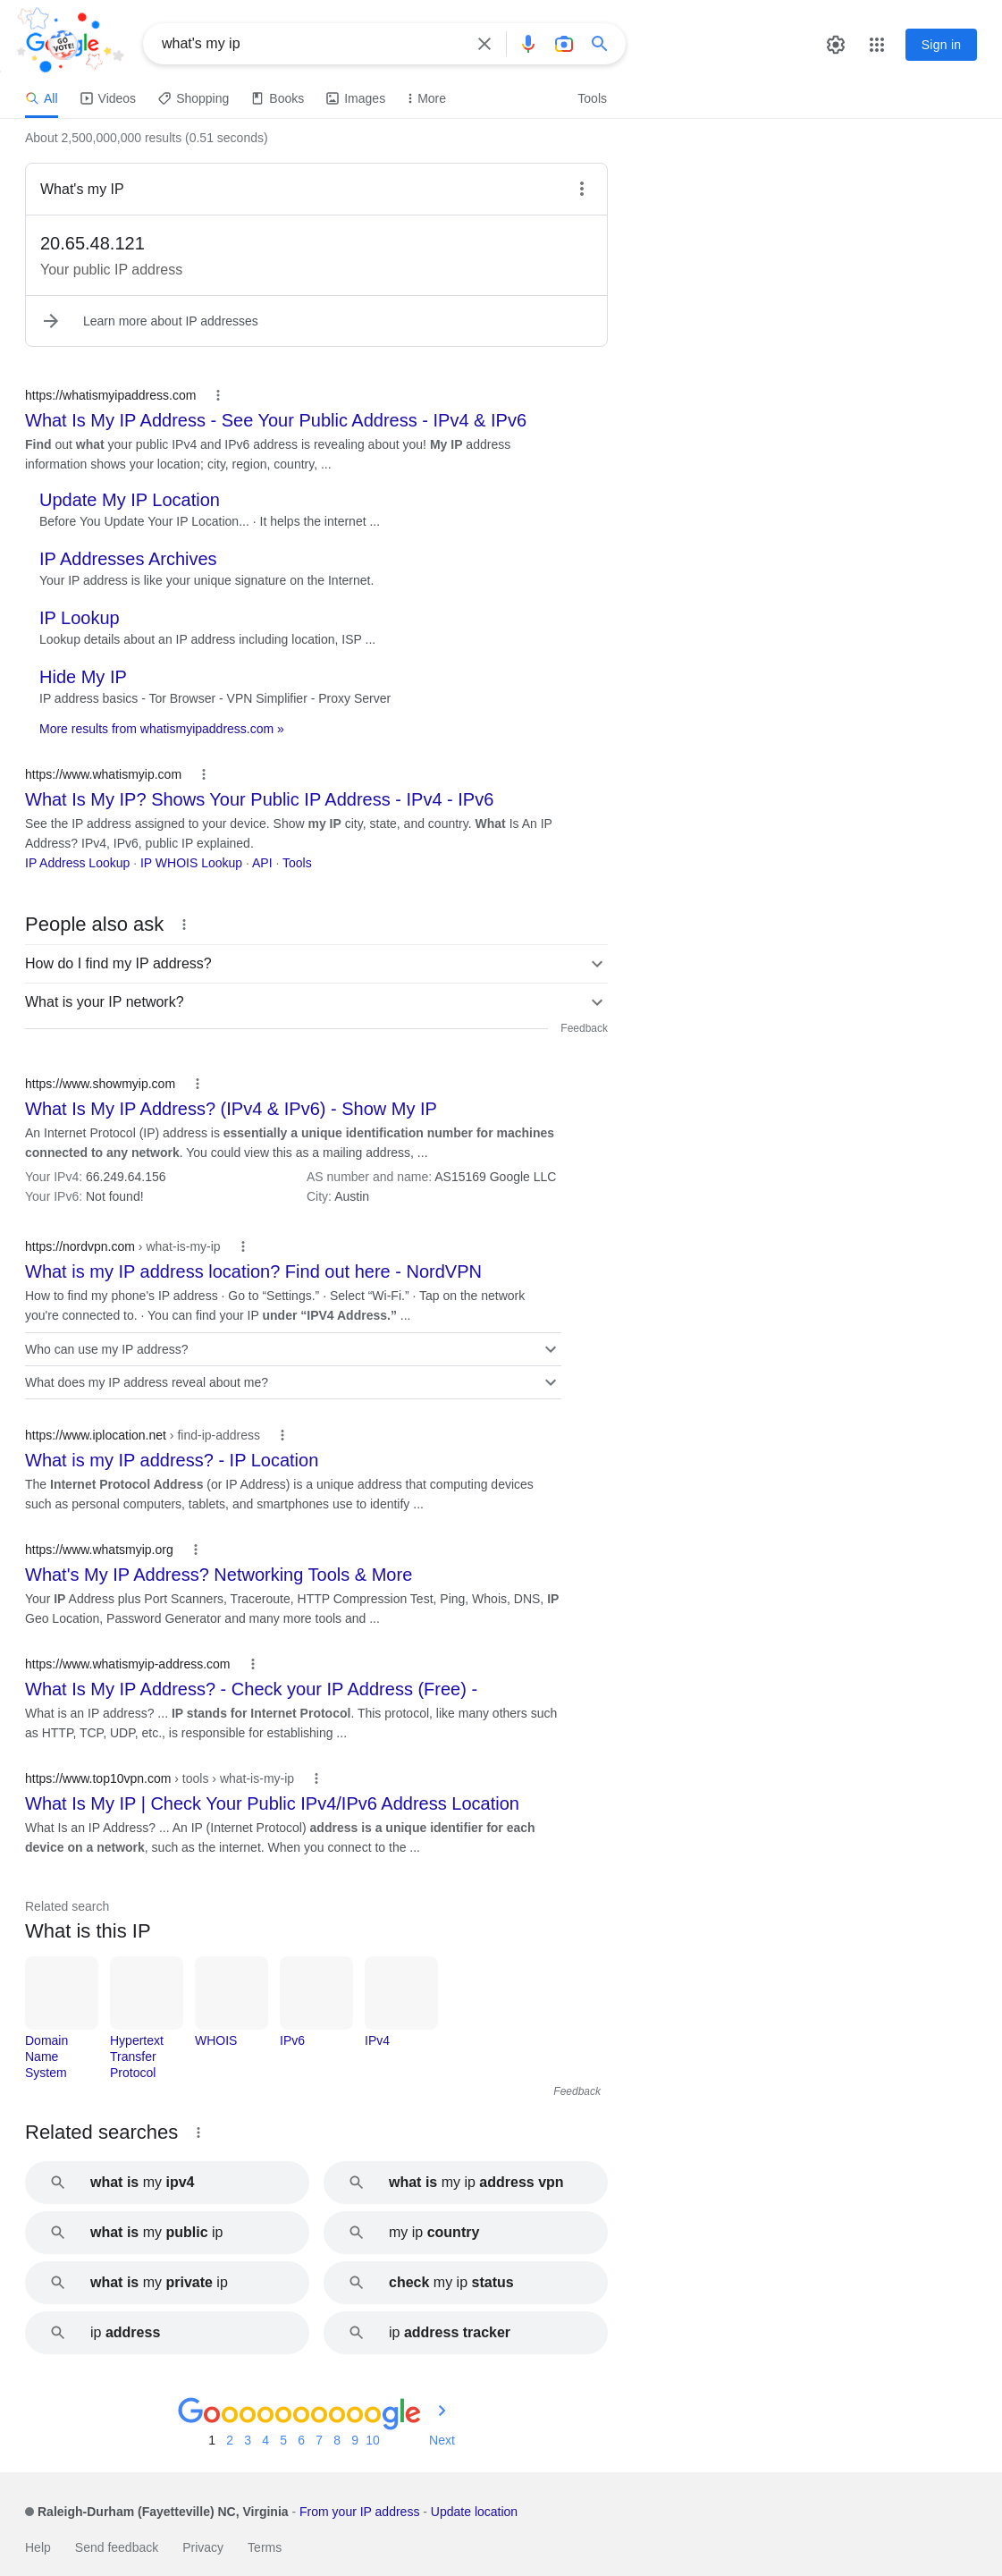 GO VOTE!
what's my ip
Sign in
All Videos Shopping Books Images More Tools
About 2,500,000,000 results (0.51 seconds)
What's my IP
20.65.48.121
Your public IP address
Learn more about IP addresses
https://whatismyipaddress.com
What Is My IP Address - See Your Public Address - IPv4 & IPv6
Find out what your public IPv4 and IPv6 address is revealing about you! My IP address
information shows your location; city, region, country, ...
Update My IP Location
Before You Update Your IP Location... · It helps the internet ...
IP Addresses Archives
Your IP address is like your unique signature on the Internet.
IP Lookup
Lookup details about an IP address including location, ISP ...
Hide My IP
IP address basics - Tor Browser - VPN Simplifier - Proxy Server
More results from whatismyipaddress.com »
https://www.whatismyip.com
What Is My IP? Shows Your Public IP Address - IPv4 - IPv6
See the IP address assigned to your device. Show my IP city, state, and country. What Is An IP
Address? IPv4, IPv6, public IP explained.
IP Address Lookup · IP WHOIS Lookup · API · Tools
People also ask
How do I find my IP address?
What is your IP network?
Feedback
https://www.showmyip.com
What Is My IP Address? (IPv4 & IPv6) - Show My IP
An Internet Protocol (IP) address is essentially a unique identification number for machines
connected to any network. You could view this as a mailing address, ...
Your IPv4: 66.249.64.156 AS number and name: AS15169 Google LLC
Your IPv6: Not found! City: Austin
https://nordvpn.com › what-is-my-ip
What is my IP address location? Find out here - NordVPN
How to find my phone's IP address · Go to “Settings.” · Select “Wi-Fi.” · Tap on the network
you're connected to. · You can find your IP under “IPV4 Address.” ...
Who can use my IP address?
What does my IP address reveal about me?
https://www.iplocation.net › find-ip-address
What is my IP address? - IP Location
The Internet Protocol Address (or IP Address) is a unique address that computing devices
such as personal computers, tablets, and smartphones use to identify ...
https://www.whatsmyip.org
What's My IP Address? Networking Tools & More
Your IP Address plus Port Scanners, Traceroute, HTTP Compression Test, Ping, Whois, DNS, IP
Geo Location, Password Generator and many more tools and ...
https://www.whatismyip-address.com
What Is My IP Address? - Check your IP Address (Free) -
What is an IP address? ... IP stands for Internet Protocol. This protocol, like many others such
as HTTP, TCP, UDP, etc., is responsible for establishing ...
https://www.top10vpn.com › tools › what-is-my-ip
What Is My IP | Check Your Public IPv4/IPv6 Address Location
What Is an IP Address? ... An IP (Internet Protocol) address is a unique identifier for each
device on a network, such as the internet. When you connect to the ...
Related search
What is this IP
Domain Name System
Hypertext Transfer Protocol
WHOIS
IPv6
IPv4
Feedback
Related searches
what is my ipv4
what is my ip address vpn
what is my public ip
my ip country
what is my private ip
check my ip status
ip address
ip address tracker
Goooooooooogle
1 2 3 4 5 6 7 8 9 10 Next
Raleigh-Durham (Fayetteville) NC, Virginia - From your IP address - Update location
Help Send feedback Privacy Terms